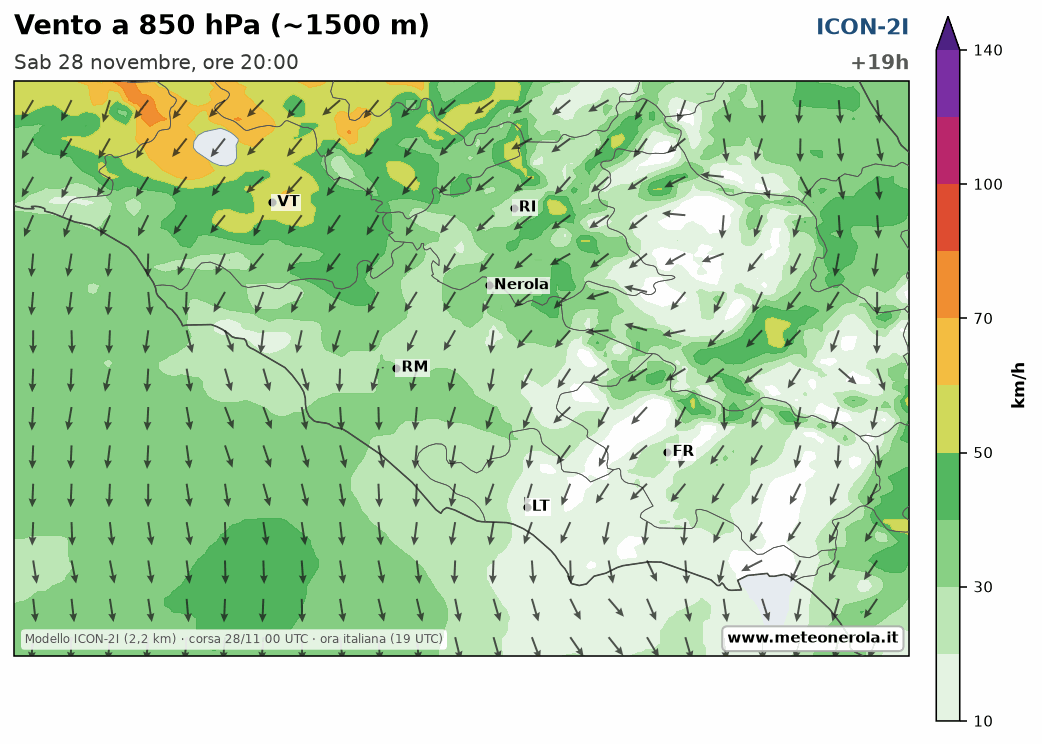 Vento a 850 hPa (~1500 m)
ICON-2I
Sab 28 novembre, ore 20:00
+19h
140
100
70
50
30
10
km/h
VT
RI
Nerola
RM
FR
LT
Modello ICON-2I (2,2 km) · corsa 28/11 00 UTC · ora italiana (19 UTC)
www.meteonerola.it